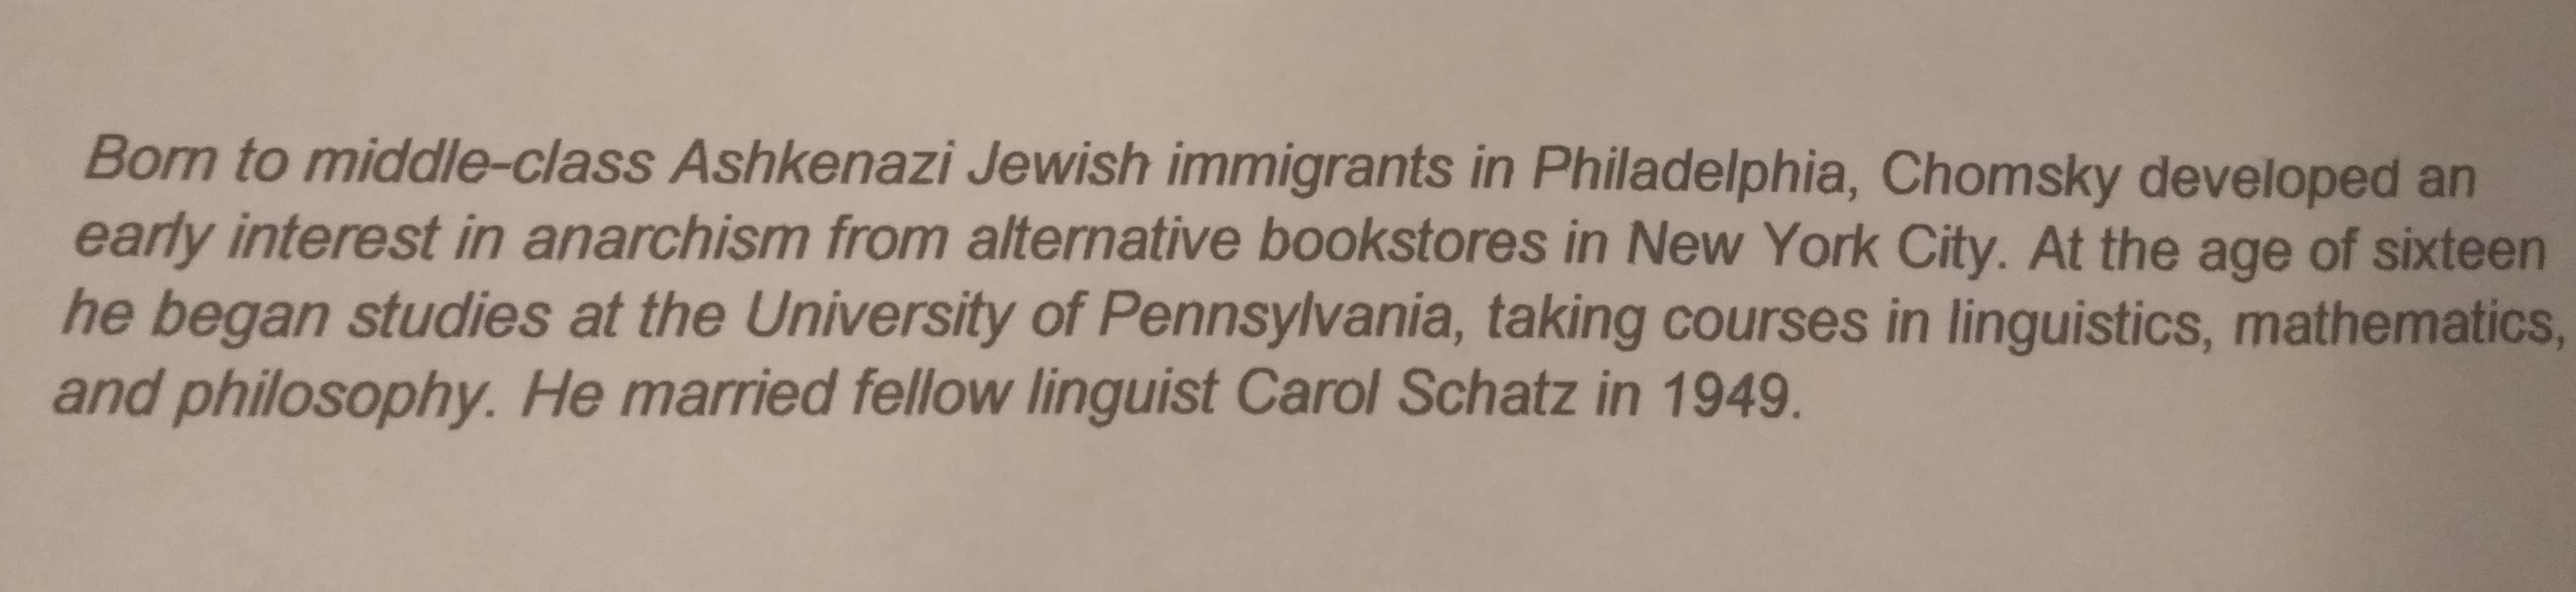 Born to middle-class Ashkenazi Jewish immigrants in Philadelphia, Chomsky developed an
early interest in anarchism from alternative bookstores in New York City. At the age of sixteen
he began studies at the University of Pennsylvania, taking courses in linguistics, mathematics,
and philosophy. He married fellow linguist Carol Schatz in 1949.